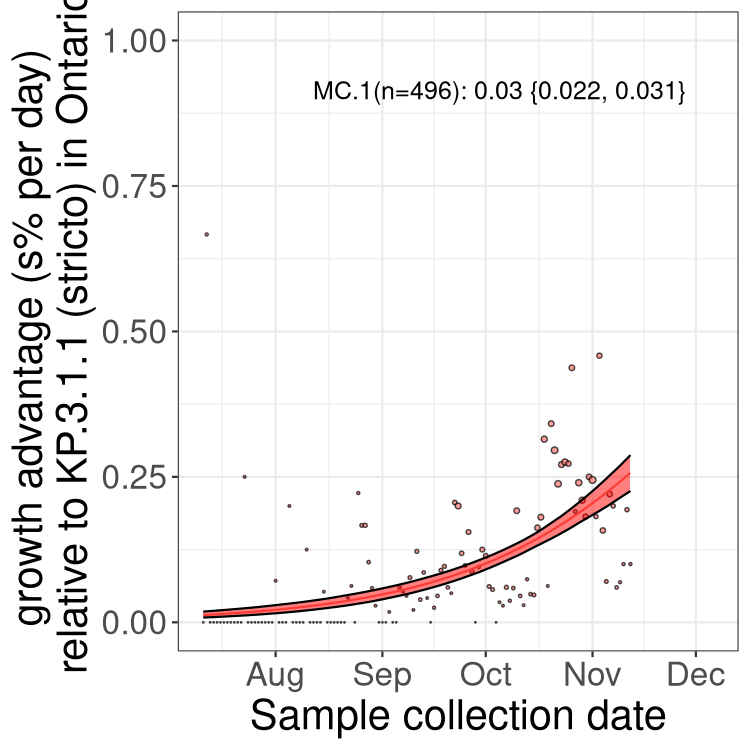 growth advantage (s% per day)
relative to KP.3.1.1 (stricto) in Ontario
1.00
0.75
0.50
0.25
0.00
MC.1(n=496): 0.03 {0.022, 0.031}
Aug Sep Oct Nov Dec
Sample collection date